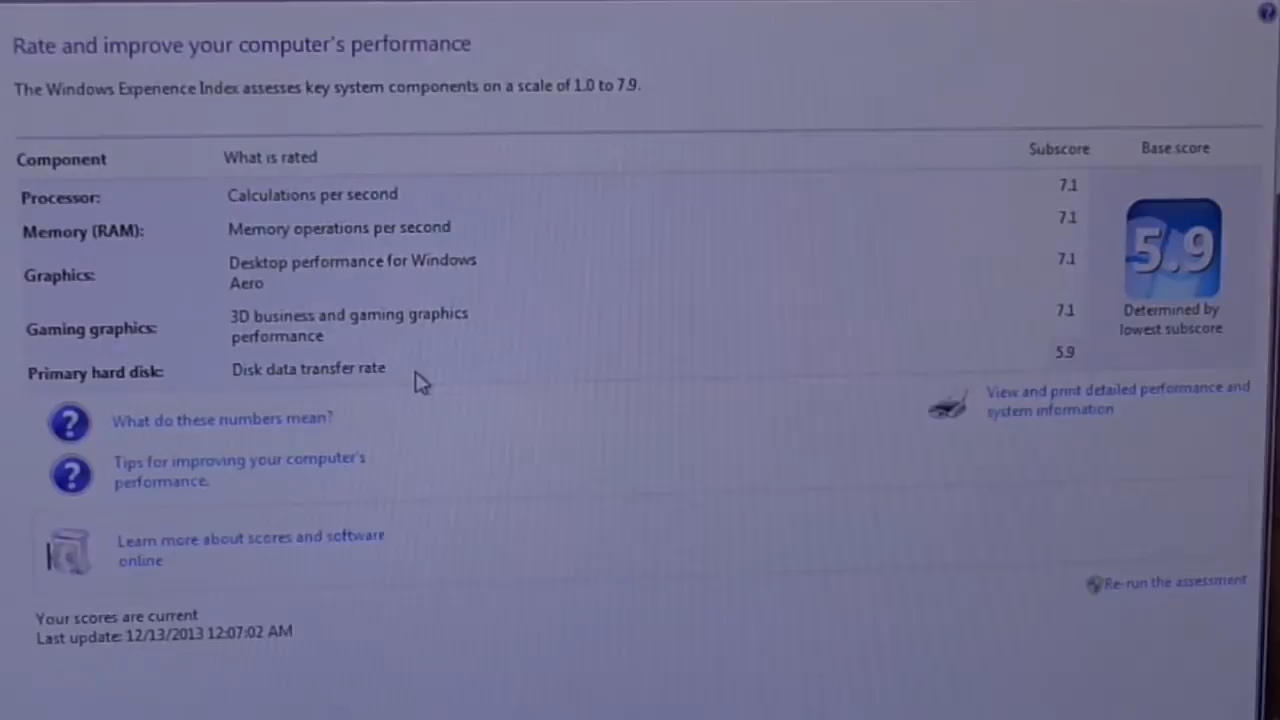 Rate and improve your computer's performance
The Windows Experience Index assesses key system components on a scale of 1.0 to 7.9.
Component What is rated Subscore Base score
Processor: Calculations per second 7.1
Memory (RAM): Memory operations per second 7.1
Graphics: Desktop performance for Windows
Aero 7.1
Gaming graphics: 3D business and gaming graphics
performance 7.1
Primary hard disk: Disk data transfer rate 5.9
5.9
Determined by
lowest subscore
? What do these numbers mean?
? Tips for improving your computer's
performance.
View and print detailed performance and
system information
Learn more about scores and software
online
Re-run the assessment
Your scores are current
Last update: 12/13/2013 12:07:02 AM
?